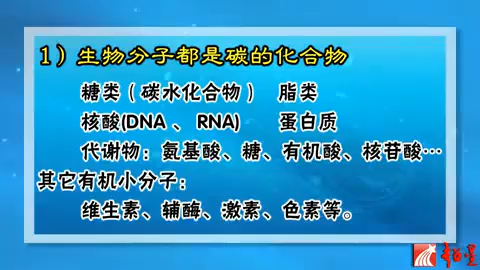 1）生物分子都是碳的化合物
糖类（碳水化合物） 脂类
核酸(DNA 、 RNA) 蛋白质
代谢物：氨基酸、糖、有机酸、核苷酸…
其它有机小分子：
维生素、辅酶、激素、色素等。